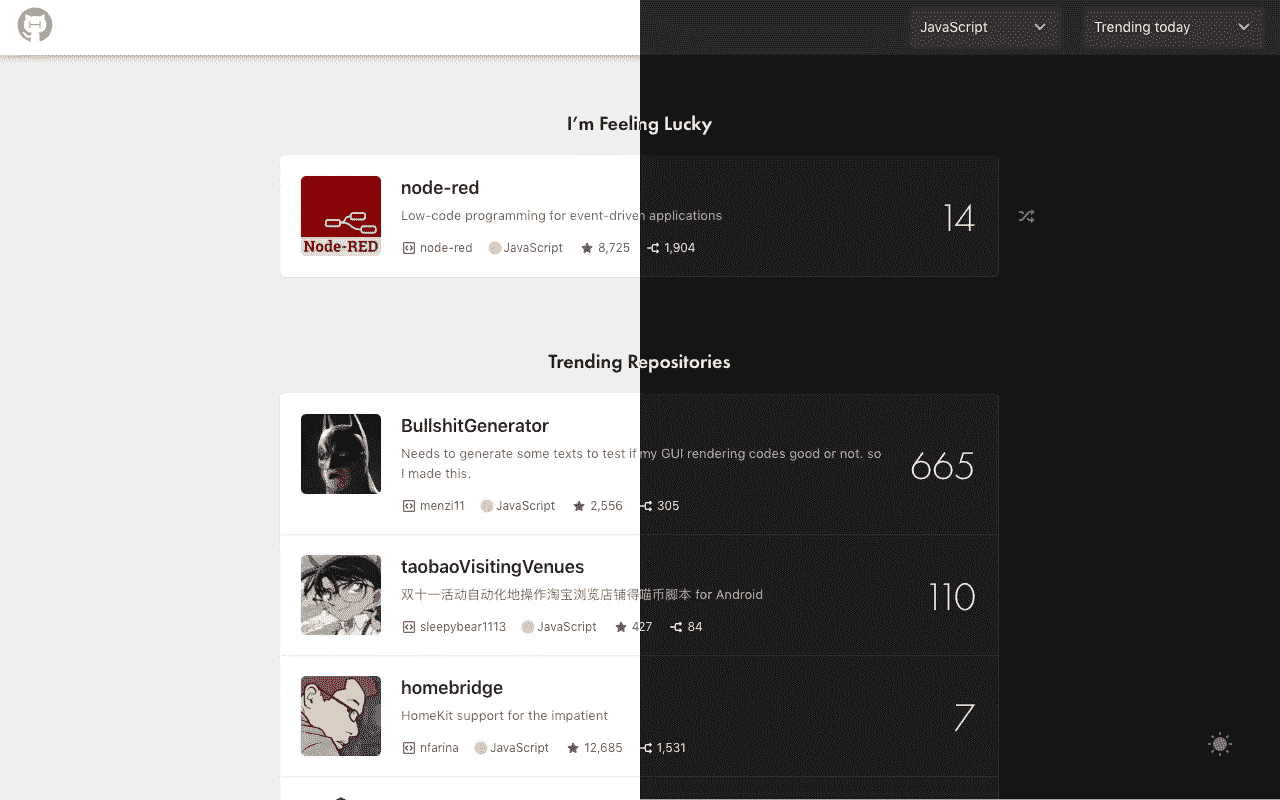 JavaScript
Trending today
I’m Feeling Lucky
node-red
Low-code programming for event-driven applications
14
Node-RED
node-red JavaScript 8,725 1,904
Trending Repositories
BullshitGenerator
Needs to generate some texts to test if my GUI rendering codes good or not. so
I made this.
665
menzi11 JavaScript 2,556 305
taobaoVisitingVenues
双十一活动自动化地操作淘宝浏览店铺得喵币脚本 for Android
110
sleepybear1113 JavaScript 427 84
homebridge
HomeKit support for the impatient
7
nfarina JavaScript 12,685 1,531